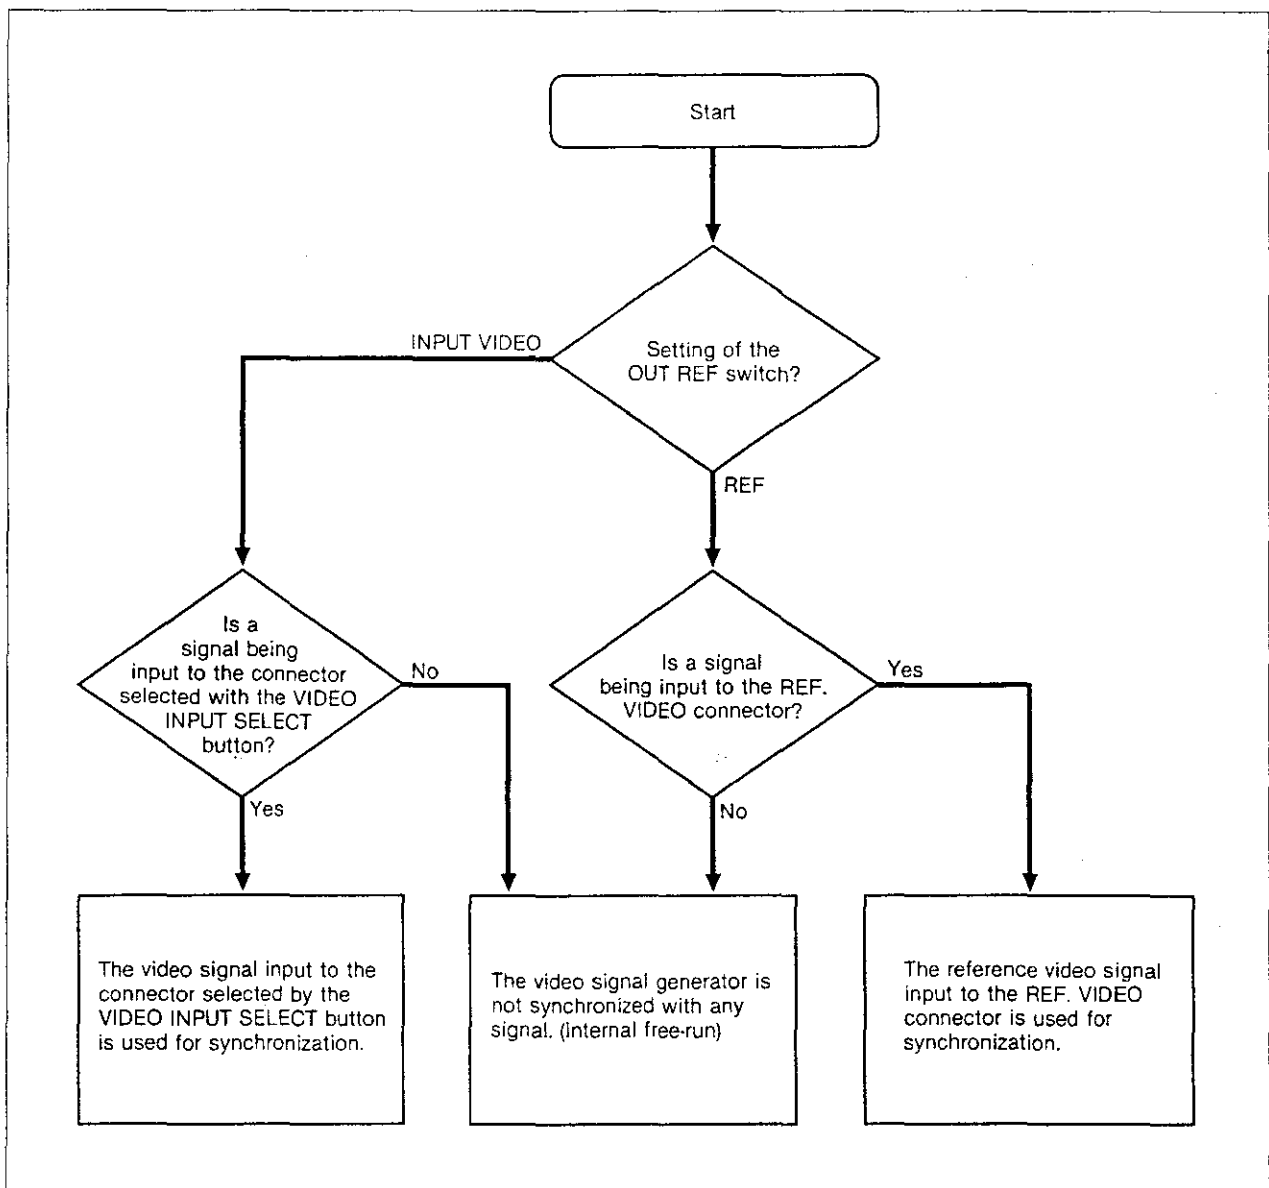 Start
INPUT VIDEO
Setting of the
OUT REF switch?
REF
Is a
signal being
input to the connector
selected with the VIDEO
INPUT SELECT
button?
No
Yes
Is a signal
being input to the REF.
VIDEO connector?
Yes
No
The video signal input to the
connector selected by the
VIDEO INPUT SELECT button
is used for synchronization.
The video signal generator is
not synchronized with any
signal. (internal free-run)
The reference video signal
input to the REF. VIDEO
connector is used for
synchronization.